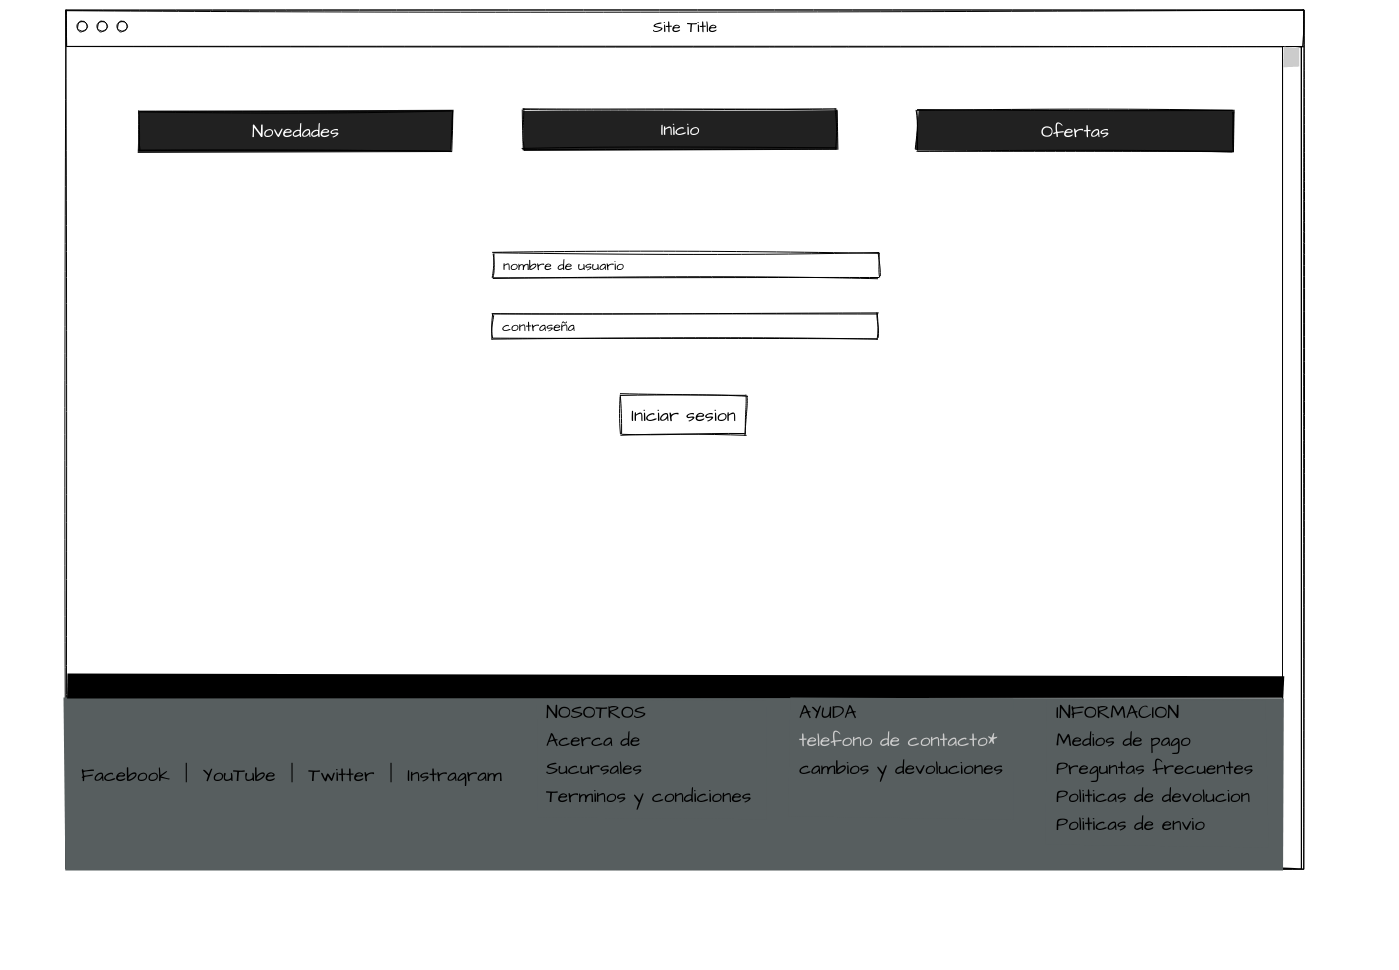 Site Title
Novedades
Inicio
Ofertas
nombre de usuario
contraseña
Iniciar sesion
Facebook | YouTube | Twitter | Instraqram
NOSOTROS
Acerca de
Sucursales
Terminos y condiciones
AYUDA
telefono de contacto*
cambios y devoluciones
INFORMACION
Medios de pago
Preguntas frecuentes
Politicas de devolucion
Politicas de envio